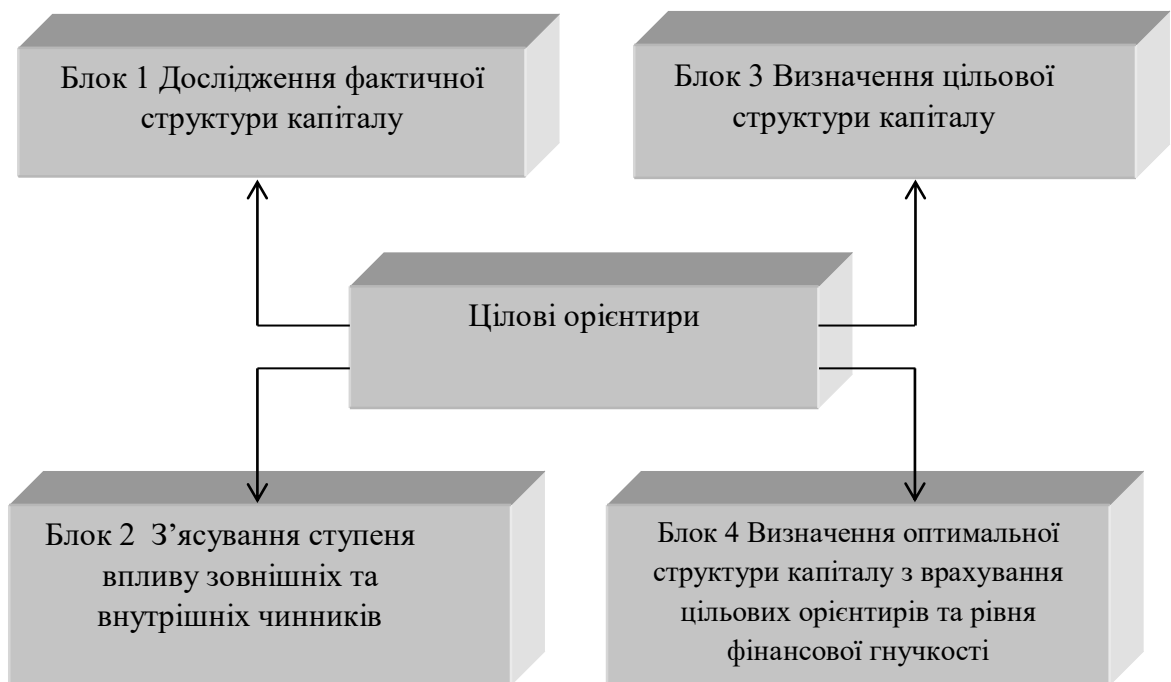 Блок 1 Дослідження фактичної
структури капіталу
Блок 3 Визначення цільової
структури капіталу
Цілові орієнтири
Блок 2 З’ясування ступеня
впливу зовнішніх та
внутрішніх чинників
Блок 4 Визначення оптимальної
структури капіталу з врахування
цільових орієнтирів та рівня
фінансової гнучкості